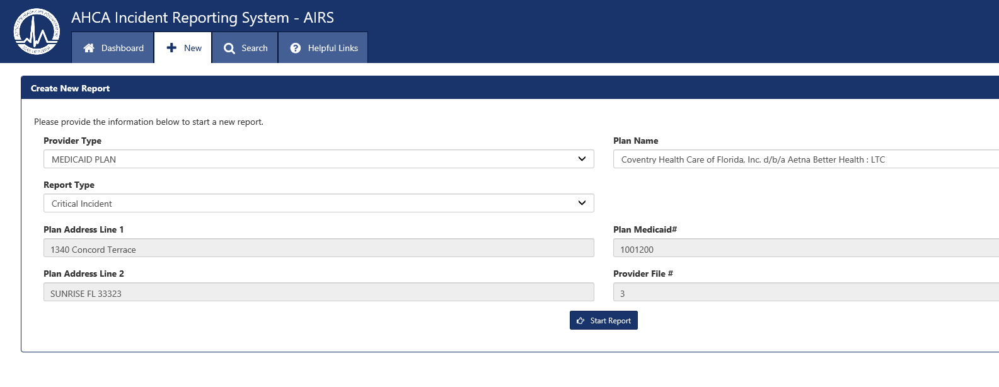 AHCA Incident Reporting System - AIRS
Dashboard
New
Search
Helpful Links
Create New Report
Please provide the information below to start a new report.
Provider Type
Plan Name
MEDICAID PLAN
Coventry Health Care of Florida, Inc. d/b/a Aetna Better Health : LTC
Report Type
Critical Incident
Plan Address Line 1
Plan Medicaid#
1340 Concord Terrace
1001200
Plan Address Line 2
Provider File #
SUNRISE FL 33323
3
Start Report